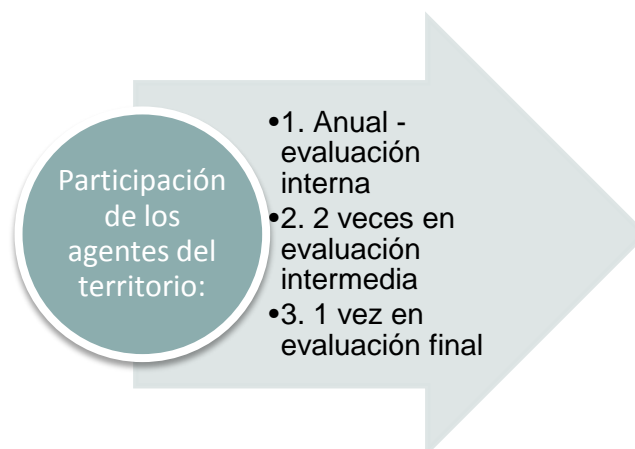 Participación
de los
agentes del
territorio:
•1. Anual -
evaluación
interna
•2. 2 veces en
evaluación
intermedia
•3. 1 vez en
evaluación final